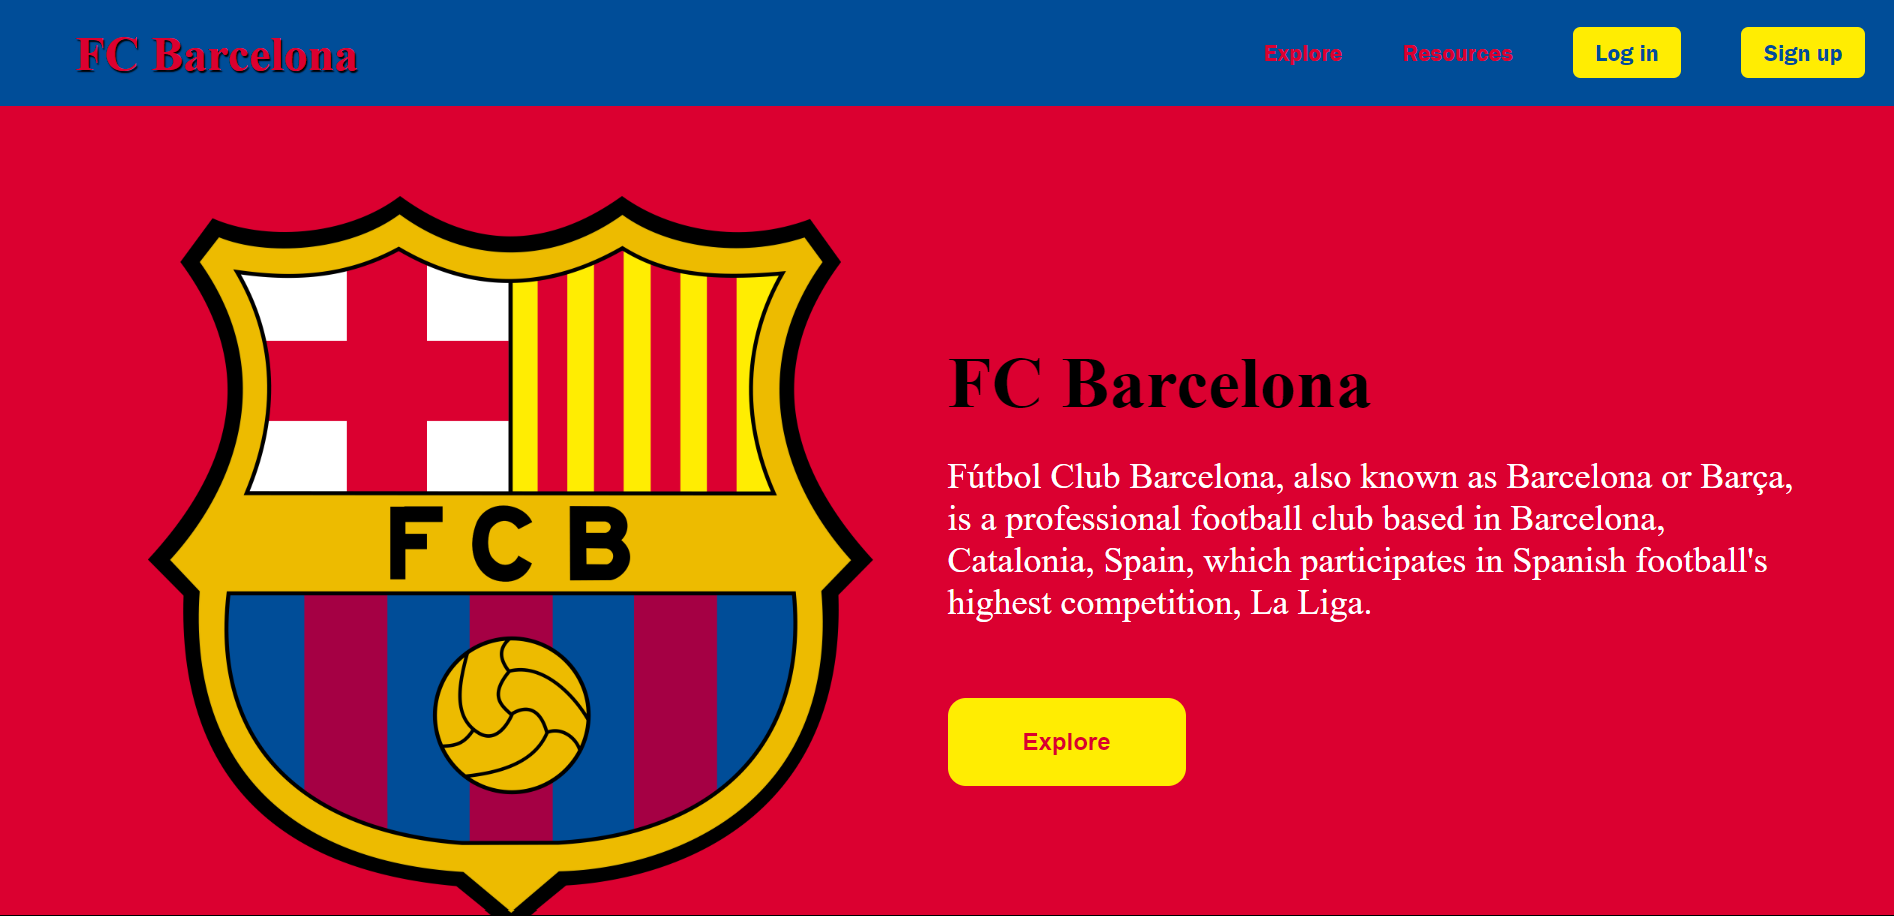 FC Barcelona
Explore
Resources
Log in
Sign up
FCB
FC Barcelona
Fútbol Club Barcelona, also known as Barcelona or Barça,
is a professional football club based in Barcelona,
Catalonia, Spain, which participates in Spanish football's
highest competition, La Liga.
Explore